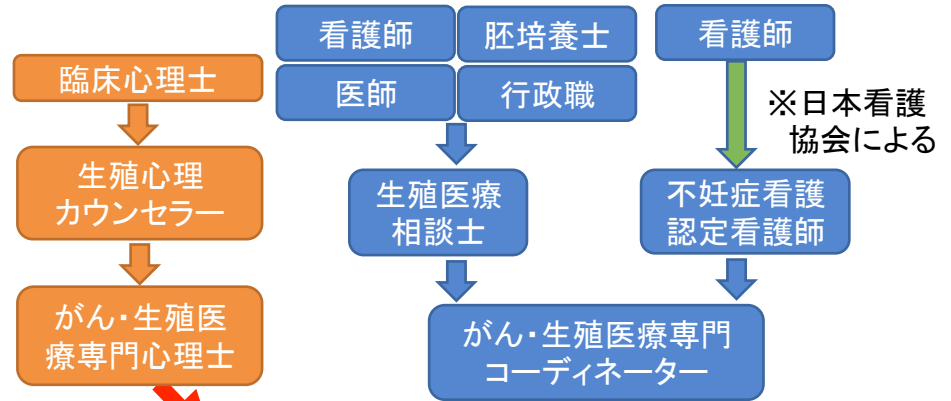 臨床心理士
生殖心理
カウンセラー
がん・生殖医
療専門心理士
看護師
胚培養士
医師
行政職
生殖医療
相談士
看護師
※日本看護
協会による
不妊症看護
認定看護師
がん・生殖医療専門
コーディネーター